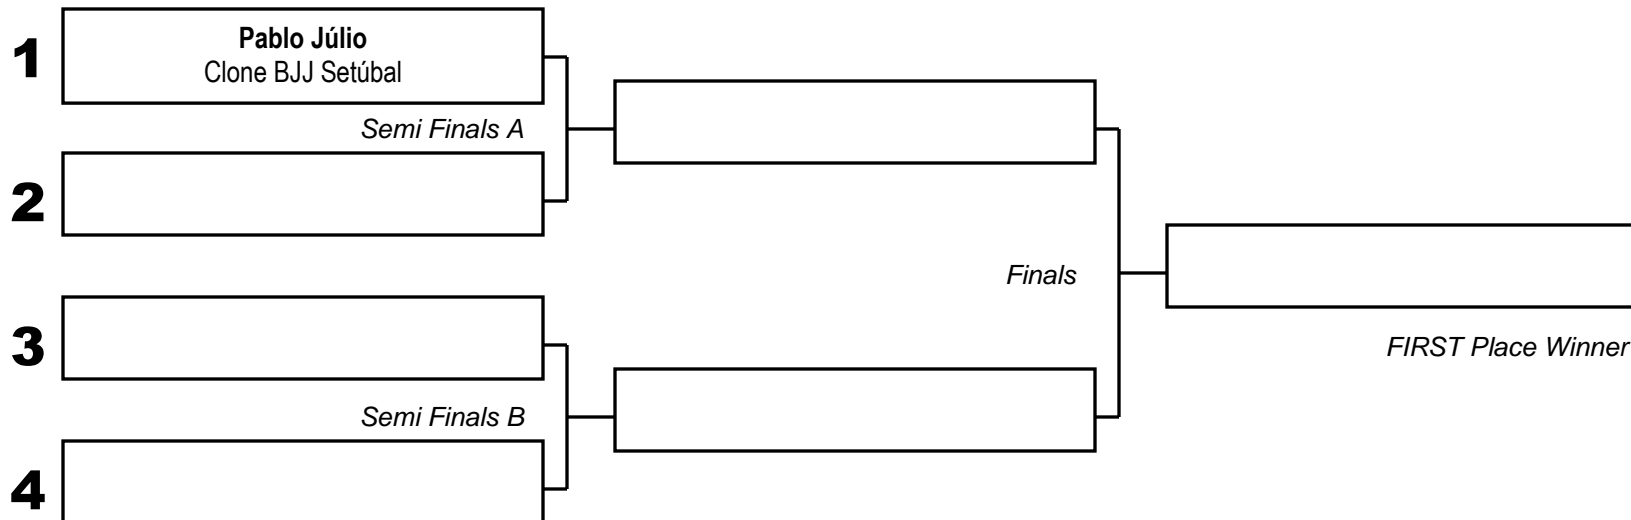 1
Pablo Júlio
Clone BJJ Setúbal
Semi Finals A
2
Finals
3
FIRST Place Winner
Semi Finals B
4